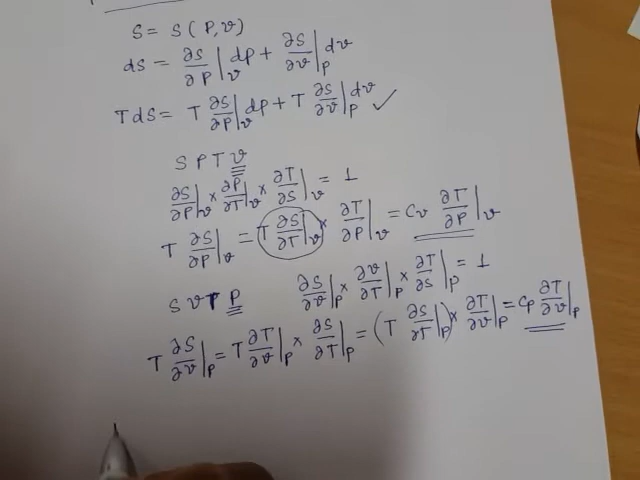 S = S(P,v)
dS = ∂S/∂P|v dP + ∂S/∂v|p dv
TdS = T ∂S/∂P|v dP + T ∂S/∂v|p dv ✓
S P T v
∂S/∂P|v × ∂P/∂T|v × ∂T/∂S|v = 1
T ∂S/∂P|v = T ∂S/∂T|v × ∂T/∂P|v = Cv ∂T/∂P|v
S v T P ∂S/∂v|p × ∂v/∂T|p × ∂T/∂S|p = 1
T ∂S/∂v|p = T ∂T/∂v|p × ∂S/∂T|p = (T ∂S/∂T|p) × ∂T/∂v|p = Cp ∂T/∂v|p